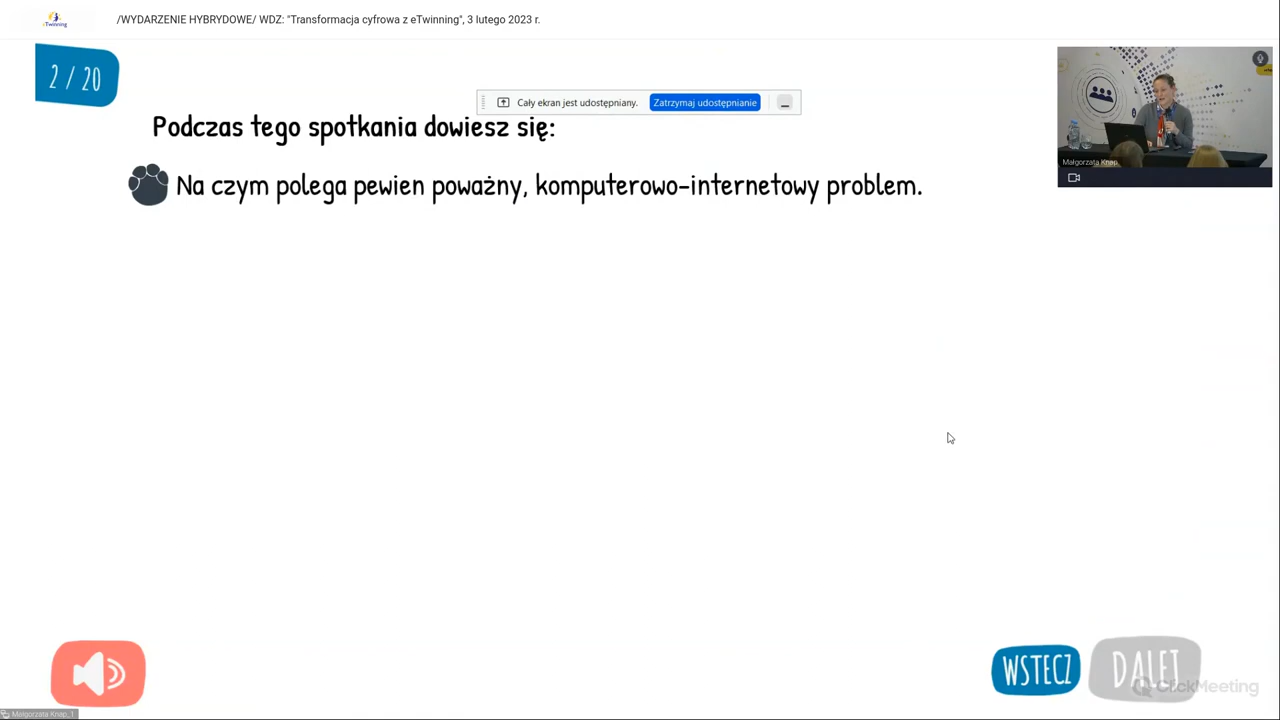 eTwinning
/WYDARZENIE HYBRYDOWE/ WDZ: "Transformacja cyfrowa z eTwinning", 3 lutego 2023 r.
2 / 20
Cały ekran jest udostępniany.
Zatrzymaj udostępnianie
Podczas tego spotkania dowiesz się:
Na czym polega pewien poważny, komputerowo-internetowy problem.
Małgorzata Knap
WSTECZ
DALEJ
ClickMeeting
Małgorzata Knap_1